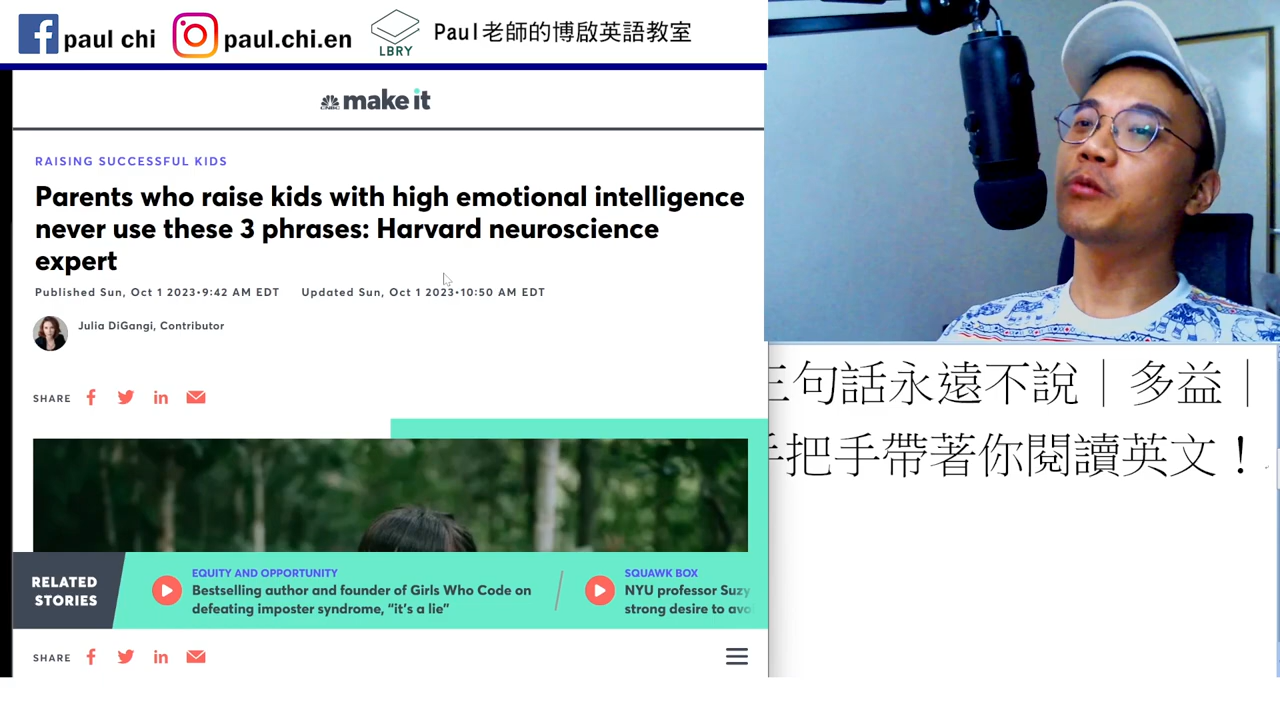 paul chi
paul.chi.en
LBRY
Paul老師的博啟英語教室
make it
RAISING SUCCESSFUL KIDS
Parents who raise kids with high emotional intelligence
never use these 3 phrases: Harvard neuroscience
expert
Published Sun, Oct 1 2023•9:42 AM EDT Updated Sun, Oct 1 2023•10:50 AM EDT
Julia DiGangi, Contributor
SHARE
RELATED
STORIES
EQUITY AND OPPORTUNITY
Bestselling author and founder of Girls Who Code on
defeating imposter syndrome, “it’s a lie”
SQUAWK BOX
NYU professor Suzy
strong desire to avo
SHARE
三句話永遠不說｜多益｜
手把手帶著你閱讀英文！